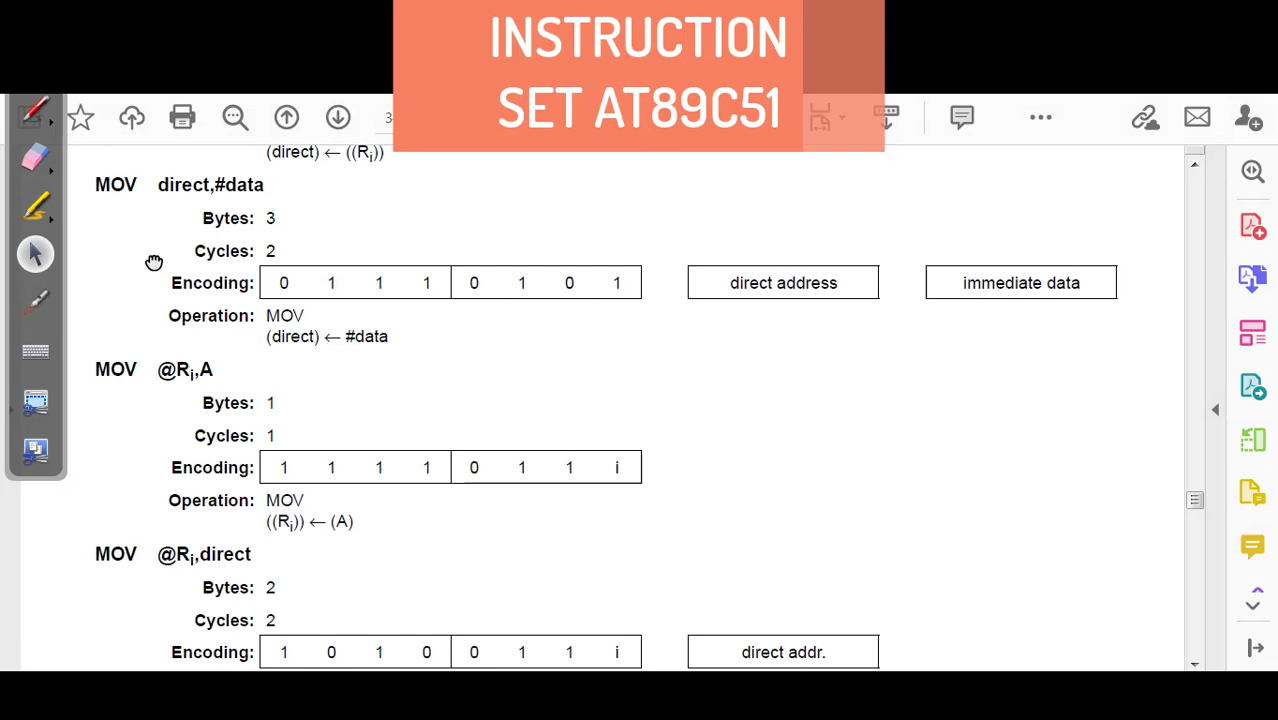 INSTRUCTION
SET AT89C51
3
(direct) ← ((Ri))
MOV direct,#data
Bytes: 3
Cycles: 2
Encoding: 0 1 1 1 0 1 0 1 direct address immediate data
Operation: MOV
(direct) ← #data
MOV @Ri,A
Bytes: 1
Cycles: 1
Encoding: 1 1 1 1 0 1 1 i
Operation: MOV
((Ri)) ← (A)
MOV @Ri,direct
Bytes: 2
Cycles: 2
Encoding: 1 0 1 0 0 1 1 i direct addr.